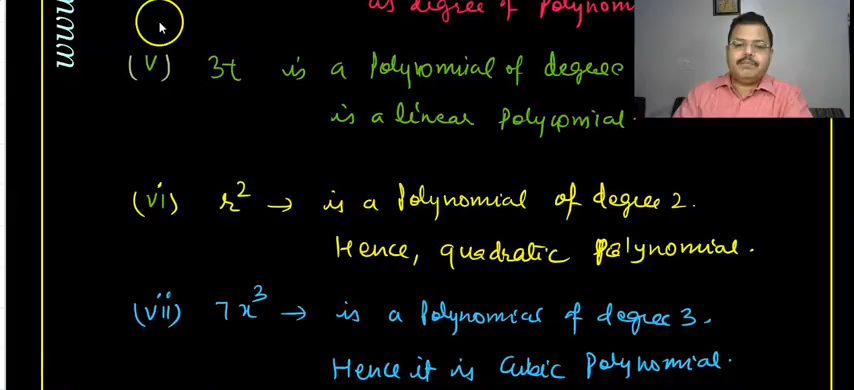 www
as degree of polynom
(v) 3t is a polynomial of degree
is a linear polynomial.
(vi) r² → is a polynomial of degree 2.
Hence, quadratic polynomial.
(vii) 7x³ → is a polynomial of degree 3.
Hence it is cubic polynomial.